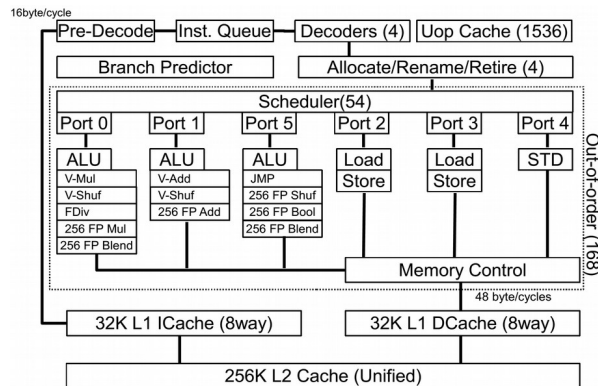 16byte/cycle
Pre-Decode Inst. Queue Decoders (4) Uop Cache (1536)
Branch Predictor Allocate/Rename/Retire (4)
Scheduler(54)
Port 0 Port 1 Port 5 Port 2 Port 3 Port 4
ALU ALU ALU Load Load STD
V-Mul V-Add JMP Store Store
V-Shuf V-Shuf 256 FP Shuf
FDiv 256 FP Add 256 FP Bool
256 FP Mul 256 FP Blend
256 FP Blend
Out-of-order (168)
Memory Control
48 byte/cycles
32K L1 ICache (8way) 32K L1 DCache (8way)
256K L2 Cache (Unified)